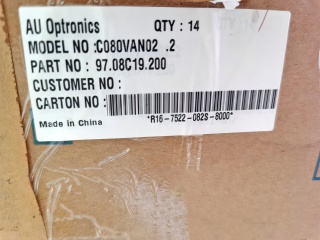 AU Optronics QTY : 14
MODEL NO :C080VAN02 .2
PART NO : 97.08C19.200
CUSTOMER NO :
CARTON NO :
*R16-7522-082S-8000*
Made in China